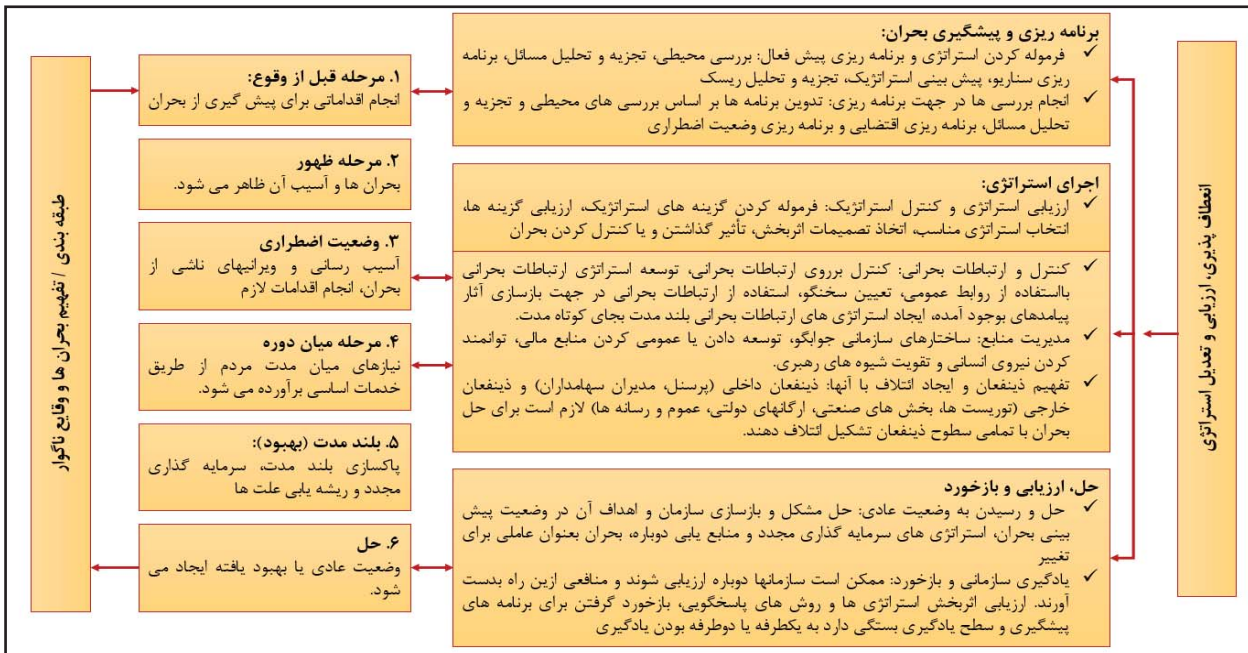 انعطاف پذیری، ارزیابی و تعدیل استراتژی
برنامه ریزی و پیشگیری بحران:
✓ فرموله کردن استراتژی و برنامه ریزی پیش فعال: بررسی محیطی، تجزیه و تحلیل مسائل، برنامه
ریزی سناریو، پیش بینی استراتژیک، تجزیه و تحلیل ریسک
✓ انجام بررسی ها در جهت برنامه ریزی: تدوین برنامه ها بر اساس بررسی های محیطی و تجزیه و
تحلیل مسائل، برنامه ریزی اقتضایی و برنامه ریزی وضعیت اضطراری
اجرای استراتژی:
✓ ارزیابی استراتژی و کنترل استراتژیک: فرموله کردن گزینه های استراتژیک، ارزیابی گزینه ها،
انتخاب استراتژی مناسب، اتخاذ تصمیمات اثربخش، تأثیر گذاشتن و یا کنترل کردن بحران
✓ کنترل و ارتباطات بحرانی: کنترل برروی ارتباطات بحرانی، توسعه استراتژی ارتباطات بحرانی
بااستفاده از روابط عمومی، تعیین سخنگو، استفاده از ارتباطات بحرانی در جهت بازسازی آثار
پیامدهای بوجود آمده، ایجاد استراتژی های ارتباطات بحرانی بلند مدت بجای کوتاه مدت.
✓ مدیریت منابع: ساختارهای سازمانی جوابگو، توسعه دادن یا عمومی کردن منابع مالی، توانمند
کردن نیروی انسانی و تقویت شیوه های رهبری.
✓ تفهیم ذینفعان و ایجاد ائتلاف با آنها: ذینفعان داخلی (پرسنل، مدیران سهامداران) و ذینفعان
خارجی (توریست ها، بخش های صنعتی، ارگانهای دولتی، عموم و رسانه ها) لازم است برای حل
بحران با تمامی سطوح ذینفعان تشکیل ائتلاف دهند.
حل، ارزیابی و بازخورد
✓ حل و رسیدن به وضعیت عادی: حل مشکل و بازسازی سازمان و اهداف آن در وضعیت پیش
بینی بحران، استراتژی های سرمایه گذاری مجدد و منابع یابی دوباره، بحران بعنوان عاملی برای
تغییر
✓ یادگیری سازمانی و بازخورد: ممکن است سازمانها دوباره ارزیابی شوند و منافعی ازین راه بدست
آورند. ارزیابی اثربخش استراتژی ها و روش های پاسخگویی، بازخورد گرفتن برای برنامه های
پیشگیری و سطح یادگیری بستگی دارد به یکطرفه یا دوطرفه بودن یادگیری
۱. مرحله قبل از وقوع:
انجام اقداماتی برای پیش گیری از بحران
۲. مرحله ظهور
بحران ها و آسیب آن ظاهر می شود.
۳. وضعیت اضطراری
آسیب رسانی و ویرانیهای ناشی از
بحران، انجام اقدامات لازم
۴. مرحله میان دوره
نیازهای میان مدت مردم از طریق
خدمات اساسی برآورده می شود.
۵. بلند مدت (بهبود):
پاکسازی بلند مدت، سرمایه گذاری
مجدد و ریشه یابی علت ها
۶. حل
وضعیت عادی یا بهبود یافته ایجاد می
شود.
طبقه بندی / تفهیم بحران ها و وقایع ناگوار